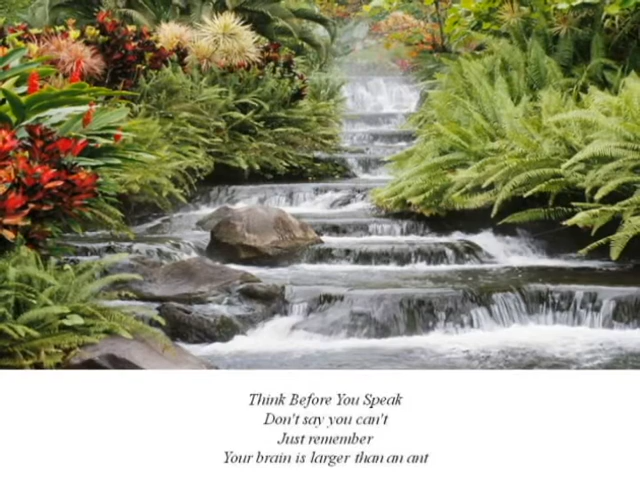 Think Before You Speak
Don't say you can't
Just remember
Your brain is larger than an ant